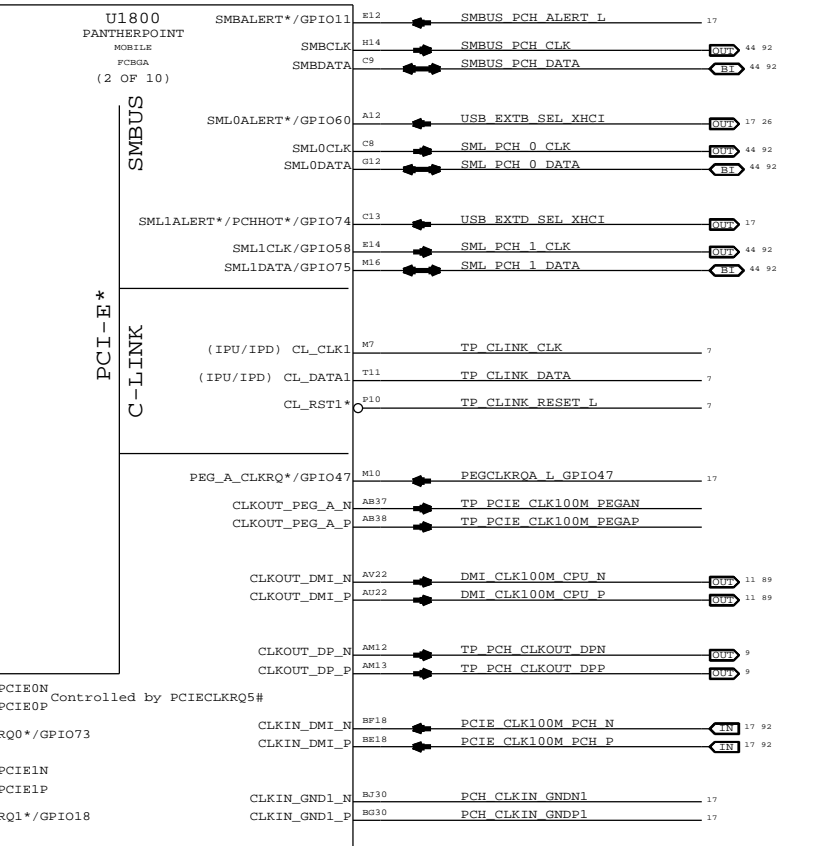 U1800
PANTHERPOINT
MOBILE
FCBGA
(2 OF 10)
SMBUS
PCI-E*
C-LINK
SMBALERT*/GPIO11 E12 SMBUS_PCH_ALERT_L 17
SMBCLK H14 SMBUS_PCH_CLK OUT 44 92
SMBDATA C9 SMBUS_PCH_DATA BI 44 92
SML0ALERT*/GPIO60 A12 USB_EXTB_SEL_XHCI OUT 17 26
SML0CLK C8 SML_PCH_0_CLK OUT 44 92
SML0DATA G12 SML_PCH_0_DATA BI 44 92
SML1ALERT*/PCHHOT*/GPIO74 C13 USB_EXTD_SEL_XHCI OUT 17
SML1CLK/GPIO58 E14 SML_PCH_1_CLK OUT 44 92
SML1DATA/GPIO75 M16 SML_PCH_1_DATA BI 44 92
(IPU/IPD) CL_CLK1 M7 TP_CLINK_CLK 7
(IPU/IPD) CL_DATA1 T11 TP_CLINK_DATA 7
CL_RST1* P10 TP_CLINK_RESET_L 7
PEG_A_CLKRQ*/GPIO47 M10 PEGCLKRQA_L_GPIO47 17
CLKOUT_PEG_A_N AB37 TP_PCIE_CLK100M_PEGAN
CLKOUT_PEG_A_P AB38 TP_PCIE_CLK100M_PEGAP
CLKOUT_DMI_N AV22 DMI_CLK100M_CPU_N OUT 11 89
CLKOUT_DMI_P AU22 DMI_CLK100M_CPU_P OUT 11 89
CLKOUT_DP_N AM12 TP_PCH_CLKOUT_DPN OUT 9
CLKOUT_DP_P AM13 TP_PCH_CLKOUT_DPP OUT 9
PCIE0N
PCIE0P Controlled by PCIECLKRQ5#
RQ0*/GPIO73
CLKIN_DMI_N BF18 PCIE_CLK100M_PCH_N IN 17 92
CLKIN_DMI_P BE18 PCIE_CLK100M_PCH_P IN 17 92
PCIE1N
PCIE1P
RQ1*/GPIO18
CLKIN_GND1_N BJ30 PCH_CLKIN_GNDN1 17
CLKIN_GND1_P BG30 PCH_CLKIN_GNDP1 17